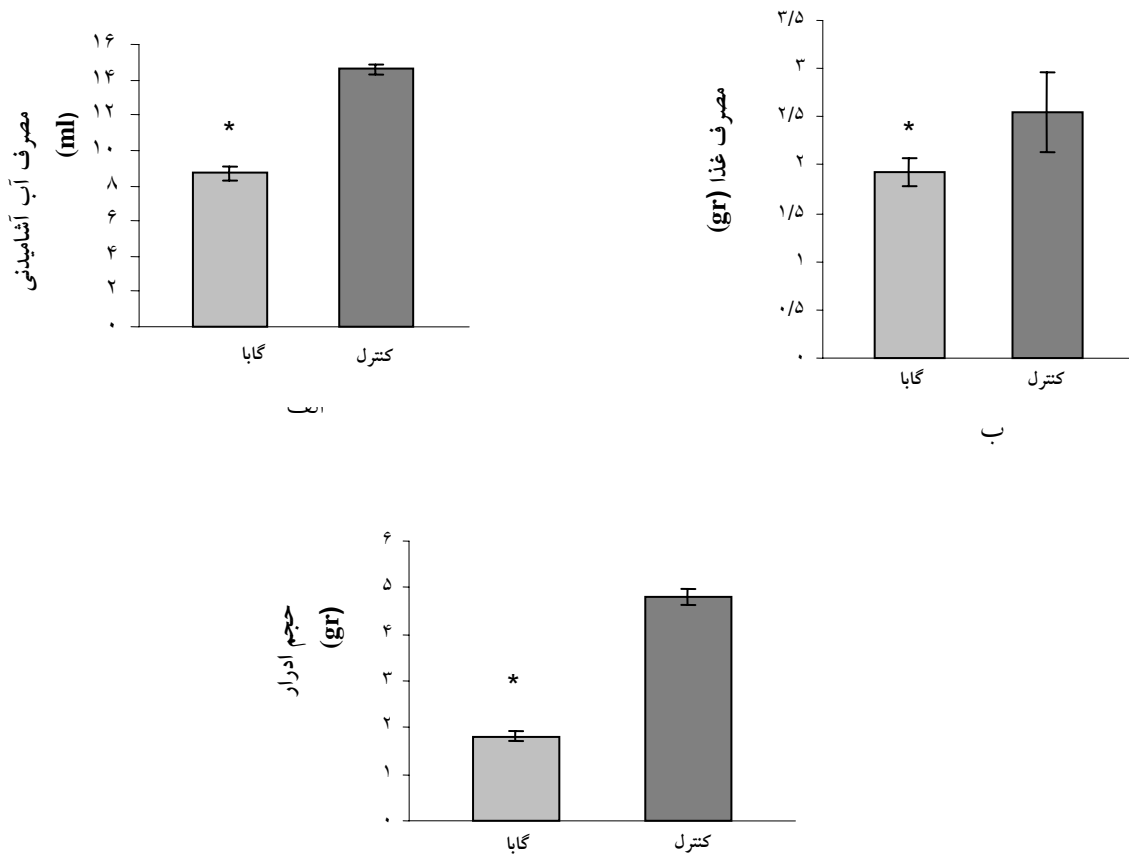 مصرف آب آشامیدنی
(ml)
۱۶
۱۴
۱۲
۱۰
۸
۶
۴
۲
۰
*
گابا
کنترل
مصرف غذا (gr)
۳/۵
۳
۲/۵
۲
۱/۵
۱
۰/۵
۰
*
گابا
کنترل
ب
حجم ادرار
(gr)
۶
۵
۴
۳
۲
۱
۰
*
گابا
کنترل